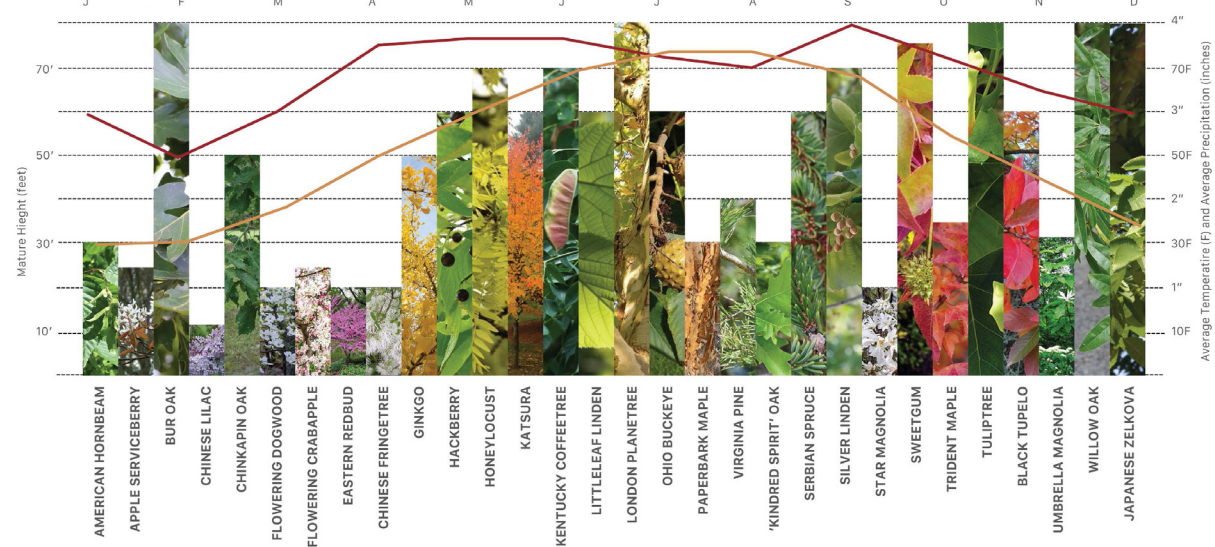 J F M A M J J A S O N D
4"
70' 70F
3"
50' 50F
2"
30' 30F
1"
10' 10F
Mature Hieght (feet)
Average Temperatire (F) and Average Precipitation (inches)
AMERICAN HORNBEAM
APPLE SERVICEBERRY
BUR OAK
CHINESE LILAC
CHINKAPIN OAK
FLOWERING DOGWOOD
FLOWERING CRABAPPLE
EASTERN REDBUD
CHINESE FRINGETREE
GINKGO
HACKBERRY
HONEYLOCUST
KATSURA
KENTUCKY COFFEETREE
LITTLELEAF LINDEN
LONDON PLANETREE
OHIO BUCKEYE
PAPERBARK MAPLE
VIRGINIA PINE
'KINDRED SPIRIT' OAK
SERBIAN SPRUCE
SILVER LINDEN
STAR MAGNOLIA
SWEETGUM
TRIDENT MAPLE
TULIPTREE
BLACK TUPELO
UMBRELLA MAGNOLIA
WILLOW OAK
JAPANESE ZELKOVA